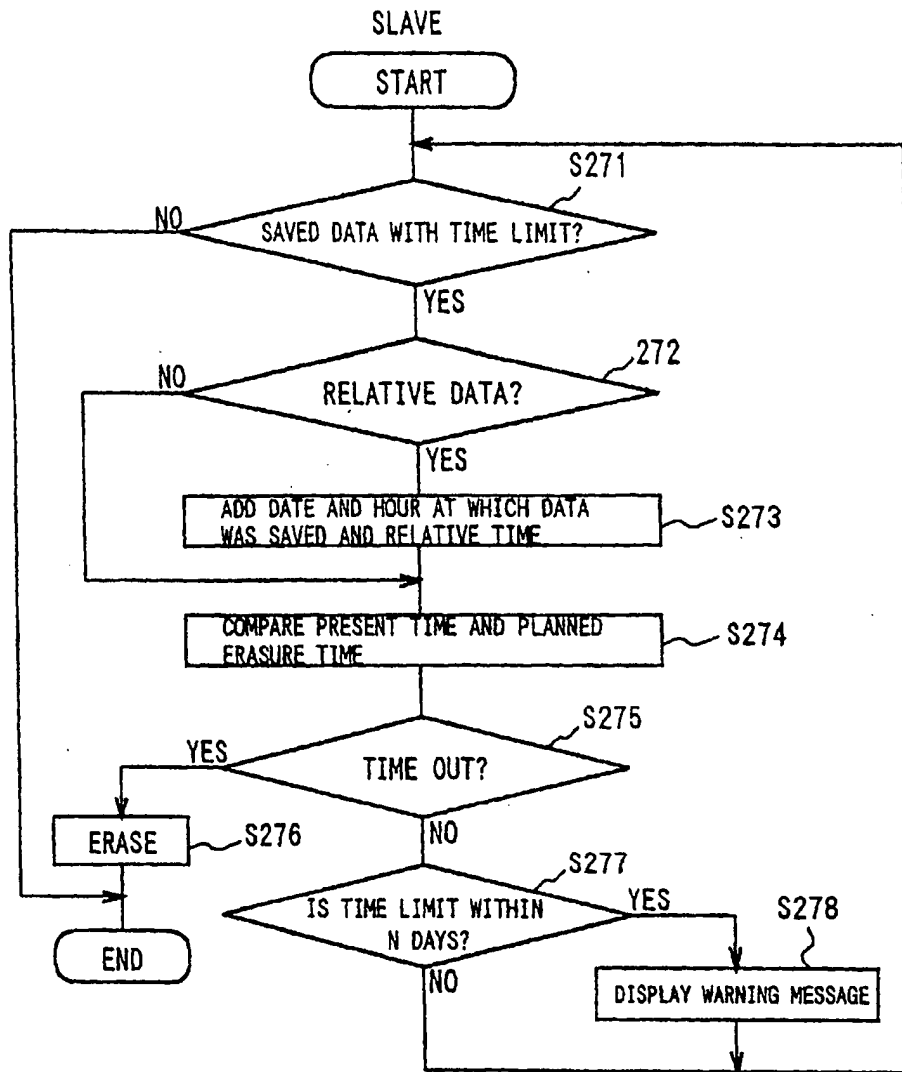 SLAVE
START
S271
NO
SAVED DATA WITH TIME LIMIT?
YES
272
NO
RELATIVE DATA?
YES
ADD DATE AND HOUR AT WHICH DATA
WAS SAVED AND RELATIVE TIME
S273
COMPARE PRESENT TIME AND PLANNED
ERASURE TIME
S274
S275
YES
TIME OUT?
NO
ERASE
S276
S277
IS TIME LIMIT WITHIN
N DAYS?
YES
S278
END
NO
DISPLAY WARNING MESSAGE